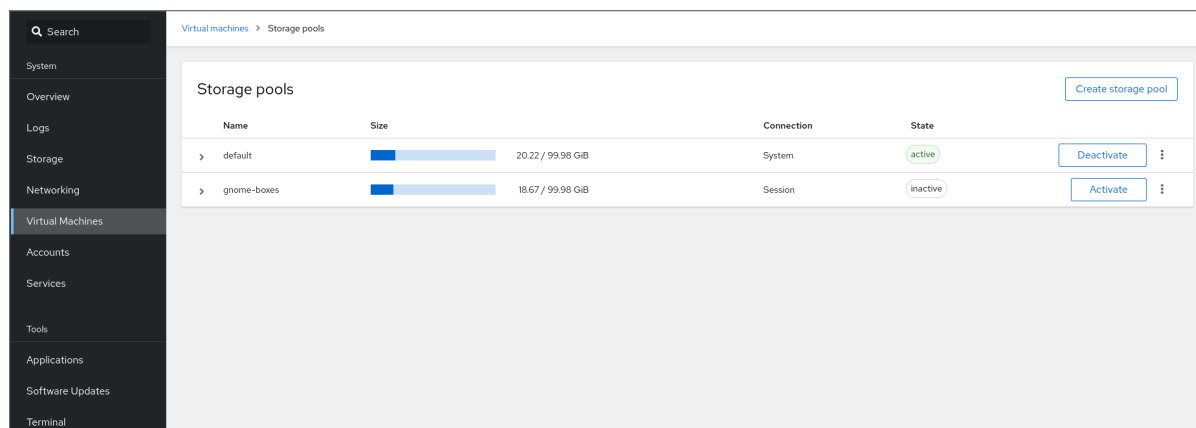 Search
System
Overview
Logs
Storage
Networking
Virtual Machines
Accounts
Services
Tools
Applications
Software Updates
Terminal
Virtual machines > Storage pools
Storage pools
Create storage pool
Name Size Connection State
default 20.22 / 99.98 GiB System active Deactivate
gnome-boxes 18.67 / 99.98 GiB Session inactive Activate